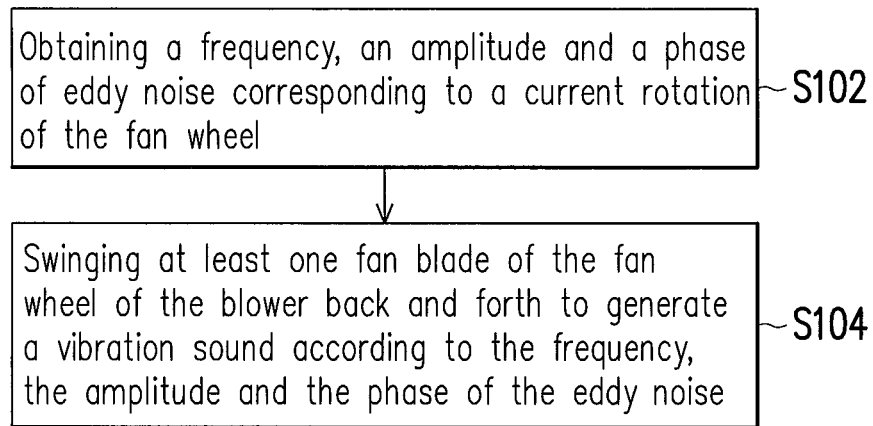 Obtaining a frequency, an amplitude and a phase
of eddy noise corresponding to a current rotation
of the fan wheel
S102
Swinging at least one fan blade of the fan
wheel of the blower back and forth to generate
a vibration sound according to the frequency,
the amplitude and the phase of the eddy noise
S104